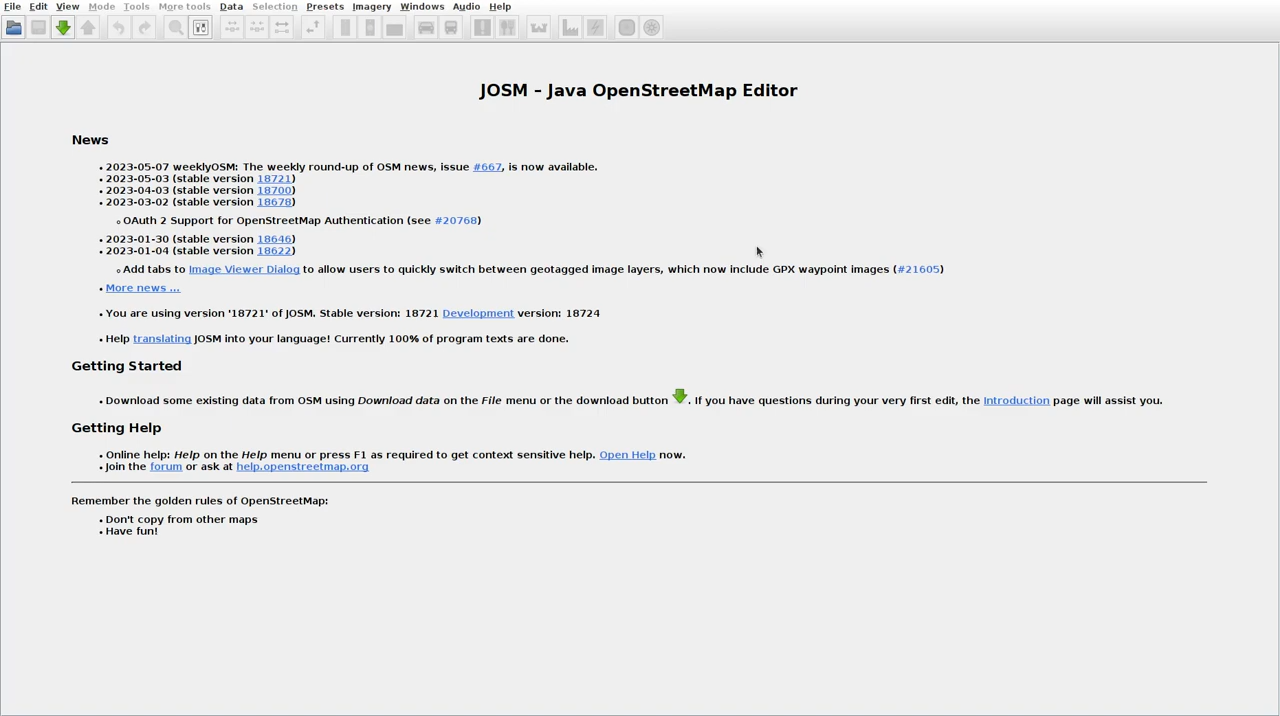 File Edit View Mode Tools More tools Data Selection Presets Imagery Windows Audio Help
JOSM – Java OpenStreetMap Editor
News
2023-05-07 weeklyOSM: The weekly round-up of OSM news, issue #667, is now available.
2023-05-03 (stable version 18721)
2023-04-03 (stable version 18700)
2023-03-02 (stable version 18678)
OAuth 2 Support for OpenStreetMap Authentication (see #20768)
2023-01-30 (stable version 18646)
2023-01-04 (stable version 18622)
Add tabs to Image Viewer Dialog to allow users to quickly switch between geotagged image layers, which now include GPX waypoint images (#21605)
More news ...
You are using version '18721' of JOSM. Stable version: 18721 Development version: 18724
Help translating JOSM into your language! Currently 100% of program texts are done.
Getting Started
Download some existing data from OSM using Download data on the File menu or the download button . If you have questions during your very first edit, the Introduction page will assist you.
Getting Help
Online help: Help on the Help menu or press F1 as required to get context sensitive help. Open Help now.
Join the forum or ask at help.openstreetmap.org
Remember the golden rules of OpenStreetMap:
Don't copy from other maps
Have fun!